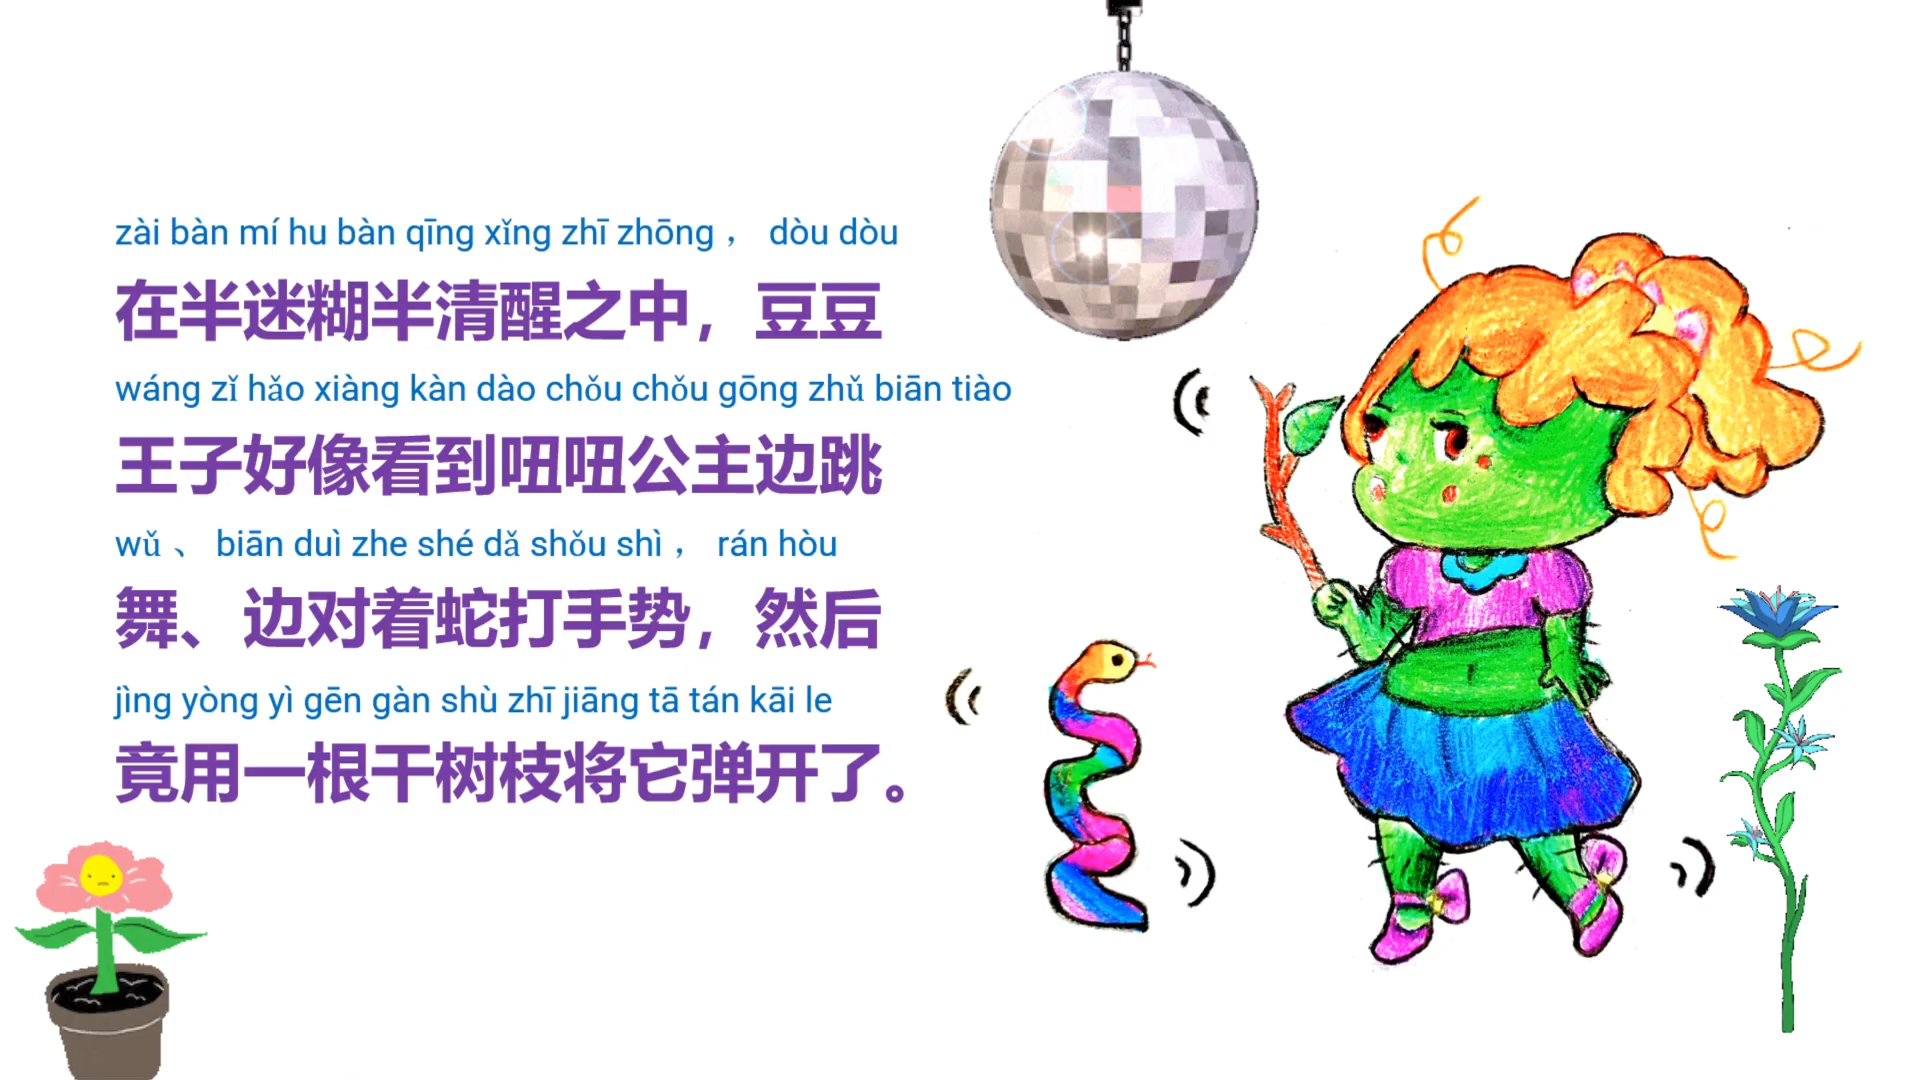 zài bàn mí hu bàn qīng xǐng zhī zhōng， dòu dòu
在半迷糊半清醒之中，豆豆
wáng zǐ hǎo xiàng kàn dào chǒu chǒu gōng zhǔ biān tiào
王子好像看到吜吜公主边跳
wǔ 、 biān duì zhe shé dǎ shǒu shì， rán hòu
舞、边对着蛇打手势，然后
jìng yòng yì gēn gàn shù zhī jiāng tā tán kāi le
竟用一根干树枝将它弹开了。